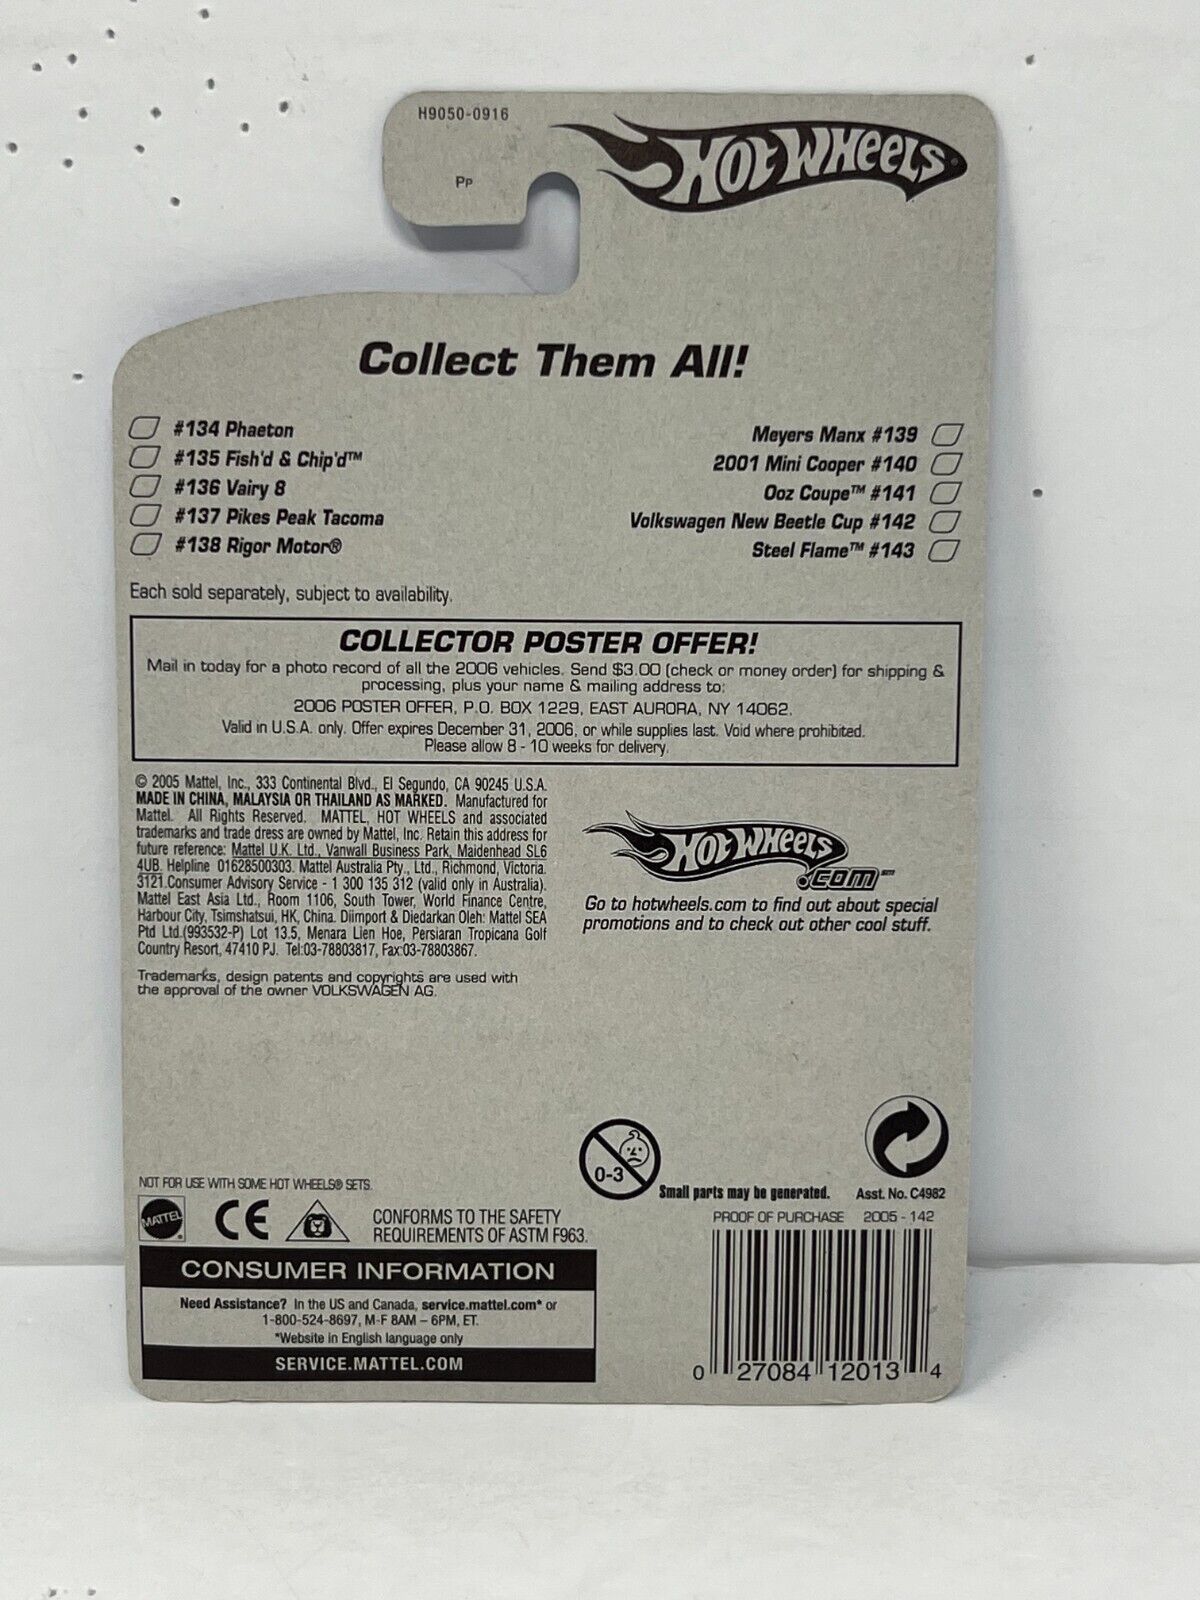 H9050-0916
PP
HOT WHEELS
Collect Them All!
#134 Phaeton
#135 Fish'd & Chip'd™
#136 Vairy 8
#137 Pikes Peak Tacoma
#138 Rigor Motor®
Meyers Manx #139
2001 Mini Cooper #140
Ooz Coupe™ #141
Volkswagen New Beetle Cup #142
Steel Flame™ #143
Each sold separately, subject to availability.
COLLECTOR POSTER OFFER!
Mail in today for a photo record of all the 2006 vehicles. Send $3.00 (check or money order) for shipping &
processing, plus your name & mailing address to:
2006 POSTER OFFER, P.O. BOX 1229, EAST AURORA, NY 14062.
Valid in U.S.A. only. Offer expires December 31, 2006, or while supplies last. Void where prohibited.
Please allow 8 - 10 weeks for delivery.
© 2005 Mattel, Inc., 333 Continental Blvd., El Segundo, CA 90245 U.S.A.
MADE IN CHINA, MALAYSIA OR THAILAND AS MARKED. Manufactured for
Mattel. All Rights Reserved. MATTEL, HOT WHEELS and associated
trademarks and trade dress are owned by Mattel, Inc. Retain this address for
future reference: Mattel U.K. Ltd., Vanwall Business Park, Maidenhead SL6
4UB. Helpline 01628500303. Mattel Australia Pty., Ltd., Richmond, Victoria.
3121.Consumer Advisory Service - 1 300 135 312 (valid only in Australia).
Mattel East Asia Ltd., Room 1106, South Tower, World Finance Centre,
Harbour City, Tsimshatsui, HK, China. Diimport & Diedarkan Oleh: Mattel SEA
Ptd Ltd.(993532-P) Lot 13.5, Menara Lien Hoe, Persiaran Tropicana Golf
Country Resort, 47410 PJ. Tel:03-78803817, Fax:03-78803867.
Trademarks, design patents and copyrights are used with
the approval of the owner VOLKSWAGEN AG.
HOT WHEELS
.com℠
Go to hotwheels.com to find out about special
promotions and to check out other cool stuff.
0-3
Small parts may be generated.
Asst. No. C4982
NOT FOR USE WITH SOME HOT WHEELS® SETS.
MATTEL
CE
CONFORMS TO THE SAFETY
REQUIREMENTS OF ASTM F963.
PROOF OF PURCHASE 2005 - 142
CONSUMER INFORMATION
Need Assistance? In the US and Canada, service.mattel.com* or
1-800-524-8697, M-F 8AM – 6PM, ET.
*Website in English language only
SERVICE.MATTEL.COM
0 27084 12013 4